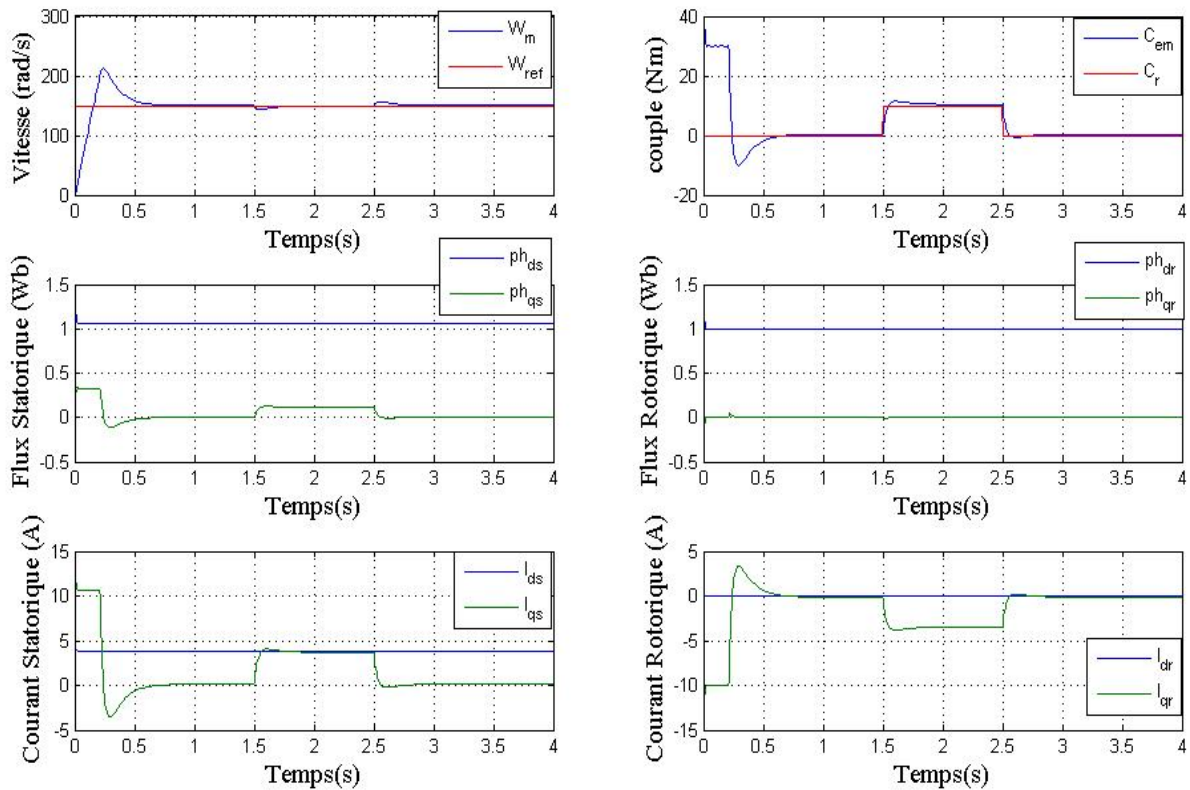 Vitesse (rad/s)
300
200
100
0
0 0.5 1 1.5 2 2.5 3 3.5 4
Temps(s)
W_m
W_ref
couple (Nm)
40
20
0
-20
0 0.5 1 1.5 2 2.5 3 3.5 4
Temps(s)
C_em
C_r
Flux Statorique (Wb)
1.5
1
0.5
0
-0.5
0 0.5 1 1.5 2 2.5 3 3.5 4
Temps(s)
ph_ds
ph_qs
Flux Rotorique (Wb)
1.5
1
0.5
0
-0.5
0 0.5 1 1.5 2 2.5 3 3.5 4
Temps(s)
ph_dr
ph_qr
Courant Statorique (A)
15
10
5
0
-5
0 0.5 1 1.5 2 2.5 3 3.5 4
Temps(s)
I_ds
I_qs
Courant Rotorique (A)
5
0
-5
-10
-15
0 0.5 1 1.5 2 2.5 3 3.5 4
Temps(s)
I_dr
I_qr